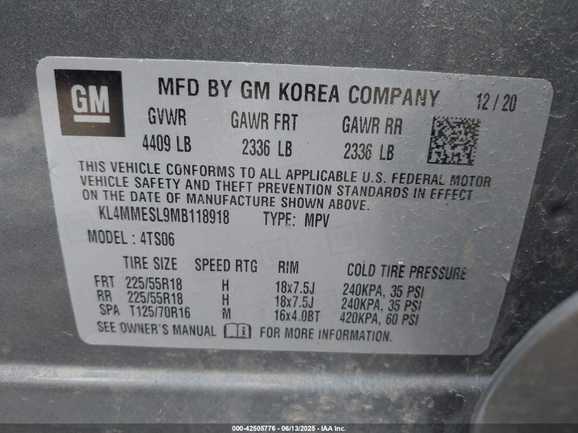 GM
MFD BY GM KOREA COMPANY 12/20
GVWR GAWR FRT GAWR RR
4409 LB 2336 LB 2336 LB
THIS VEHICLE CONFORMS TO ALL APPLICABLE U.S. FEDERAL MOTOR
VEHICLE SAFETY AND THEFT PREVENTION STANDARDS IN EFFECT
ON THE DATE OF MANUFACTURE SHOWN ABOVE.
KL4MMESL9MB118918 TYPE: MPV
MODEL: 4TS06
TIRE SIZE SPEED RTG RIM COLD TIRE PRESSURE
FRT 225/55R18 H 18x7.5J 240KPA, 35 PSI
RR 225/55R18 H 18x7.5J 240KPA, 35 PSI
SPA T125/70R16 M 16x4.0BT 420KPA, 60 PSI
SEE OWNER'S MANUAL FOR MORE INFORMATION.
000-42505776 - 06/13/2025 - IAAI.com